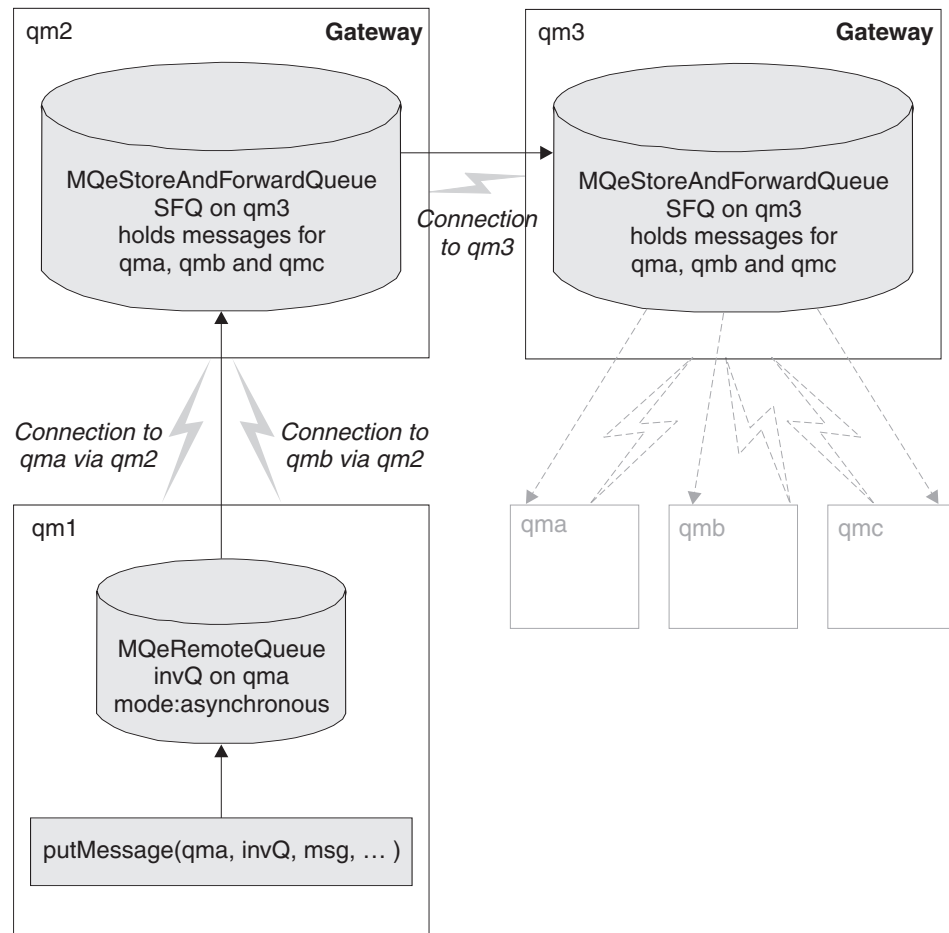 qm2
Gateway
MQeStoreAndForwardQueue
SFQ on qm3
holds messages for
qma, qmb and qmc
Connection
to qm3
qm3
Gateway
MQeStoreAndForwardQueue
SFQ on qm3
holds messages for
qma, qmb and qmc
Connection to
qma via qm2
Connection to
qmb via qm2
qma
qmb
qmc
qm1
MQeRemoteQueue
invQ on qma
mode:asynchronous
putMessage(qma, invQ, msg, … )